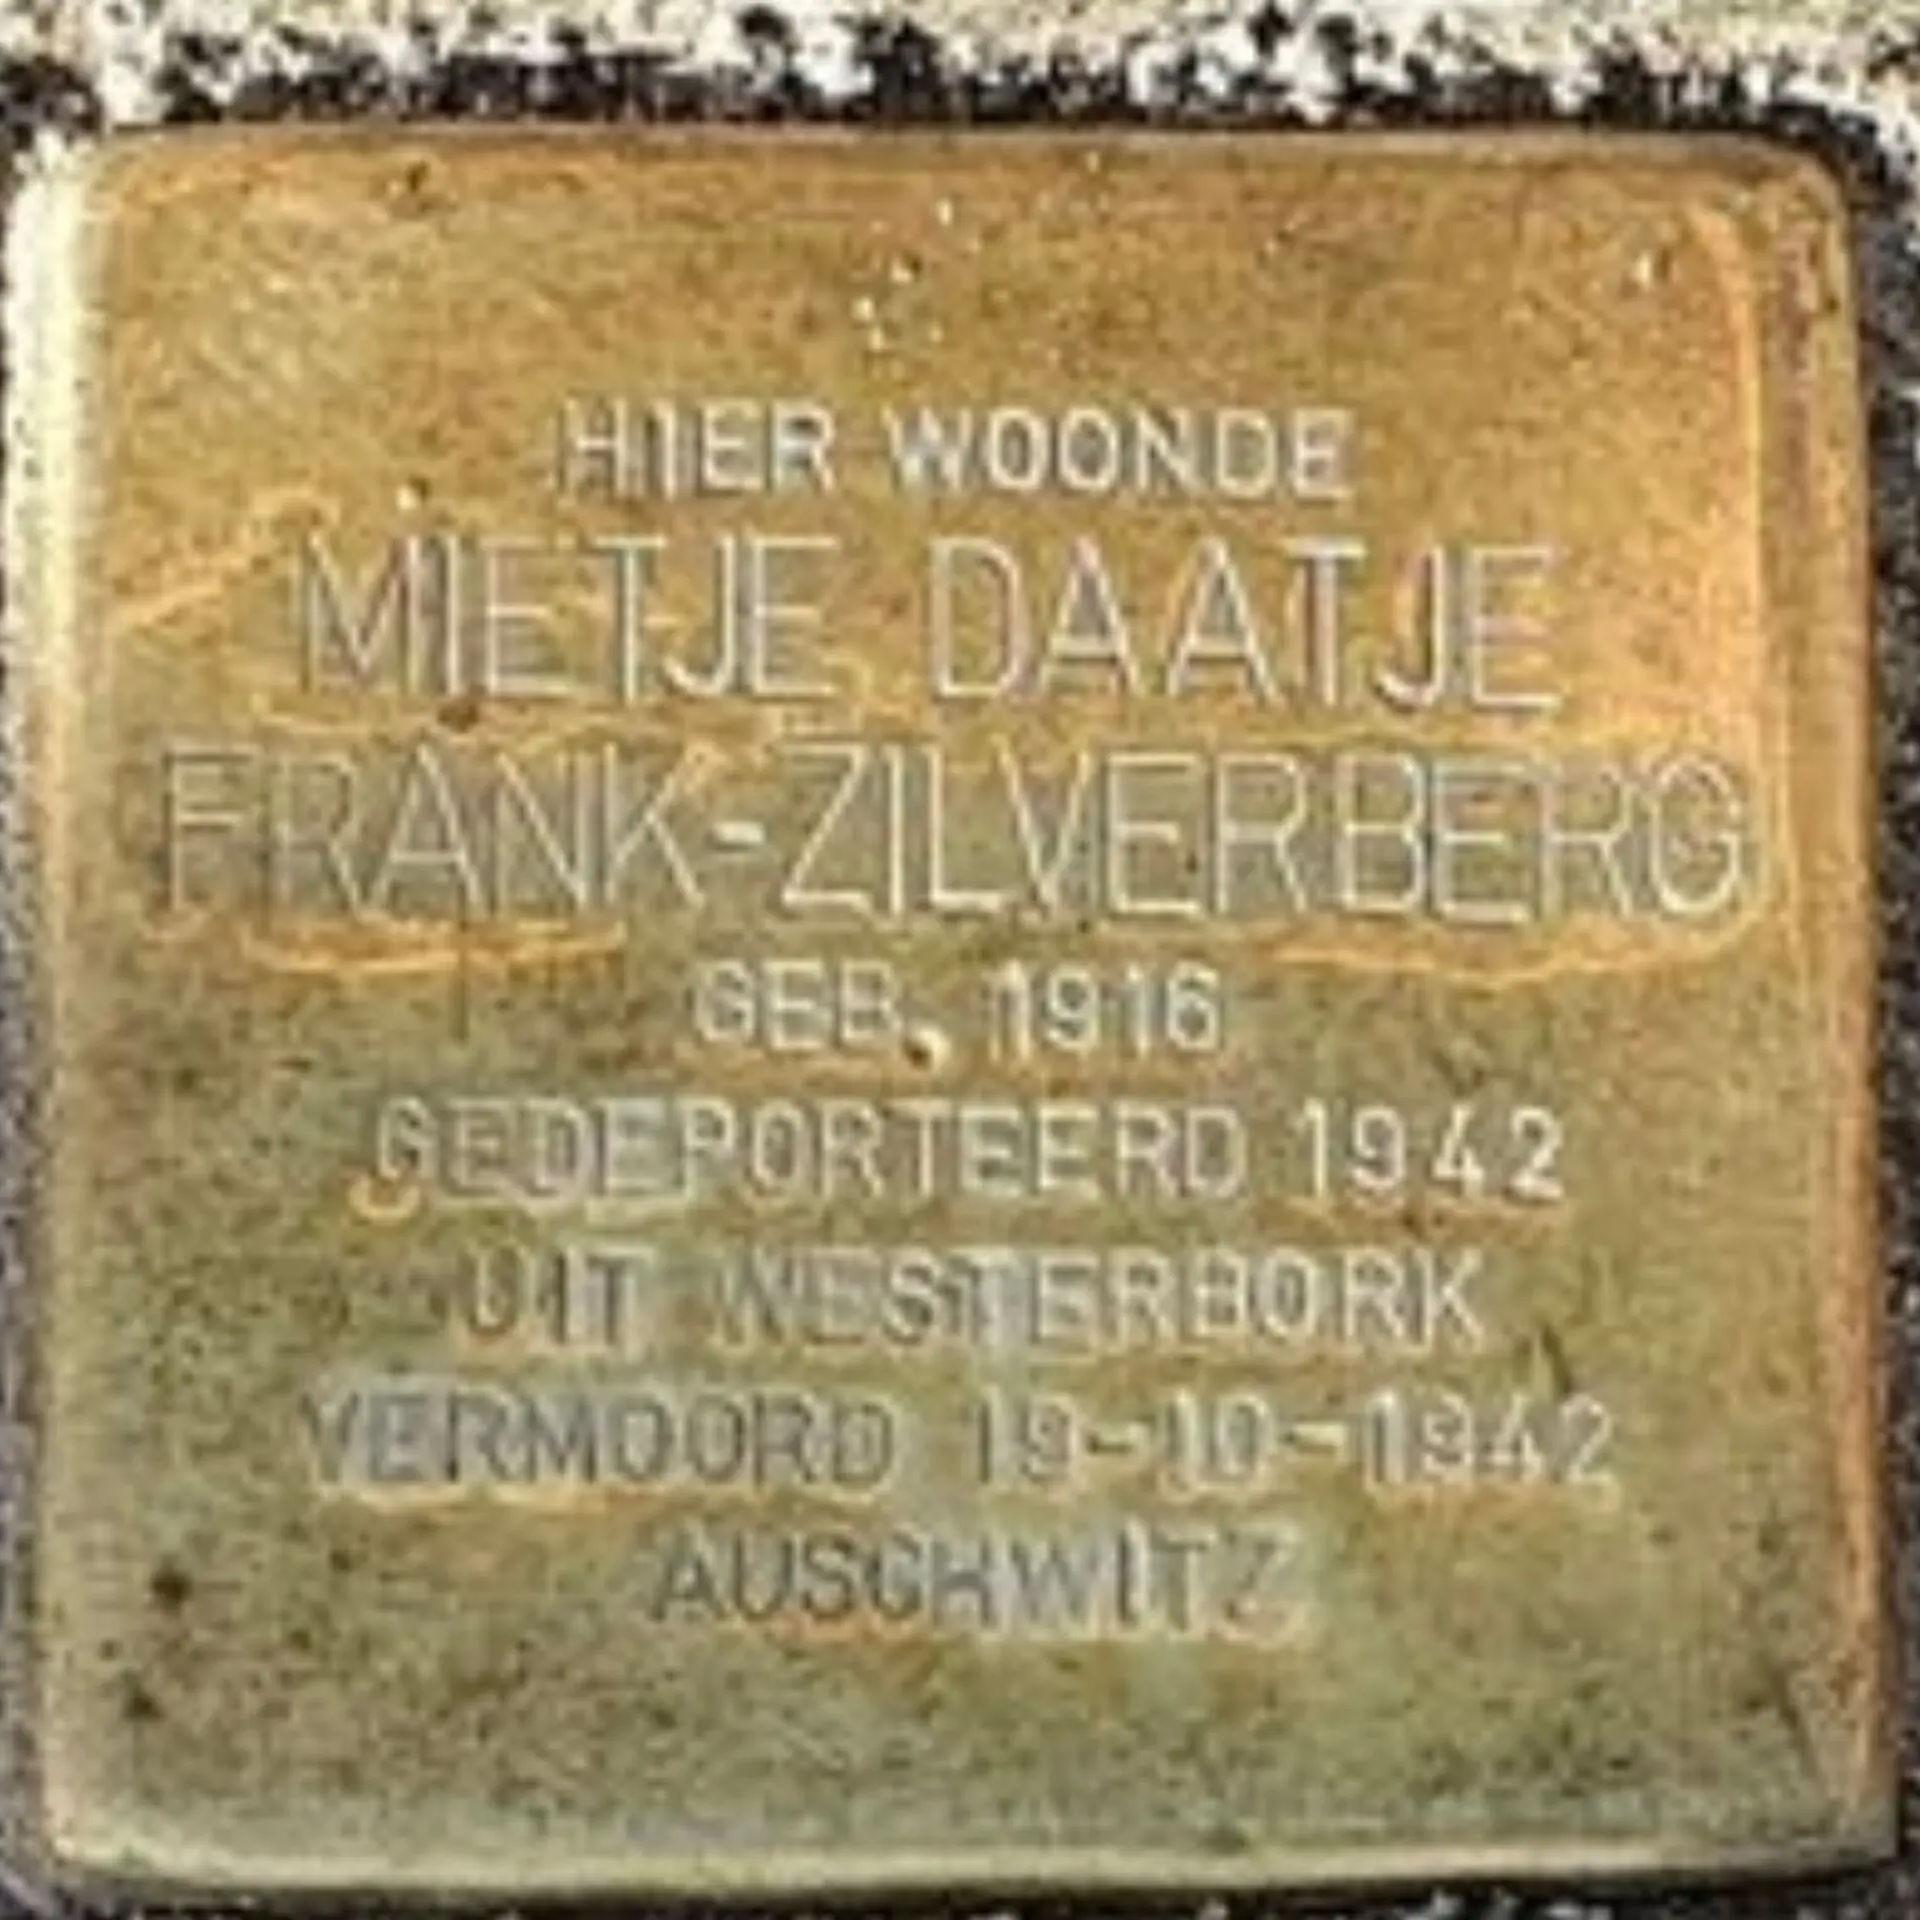 HIER WOONDE
MIETJE DAATJE
FRANK-ZILVERBERG
GEB. 1916
GEDEPORTEERD 1942
UIT WESTERBORK
VERMOORD 19-10-1942
AUSCHWITZ